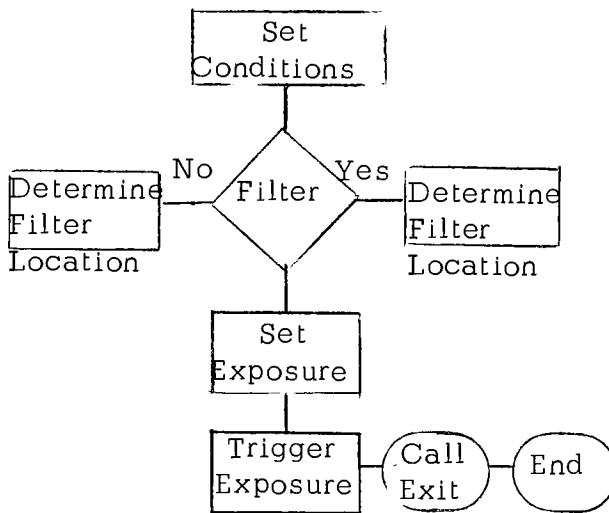 Set
Conditions
No
Yes
Filter
Determine
Filter
Location
Determine
Filter
Location
Set
Exposure
Trigger
Exposure
Call
Exit
End